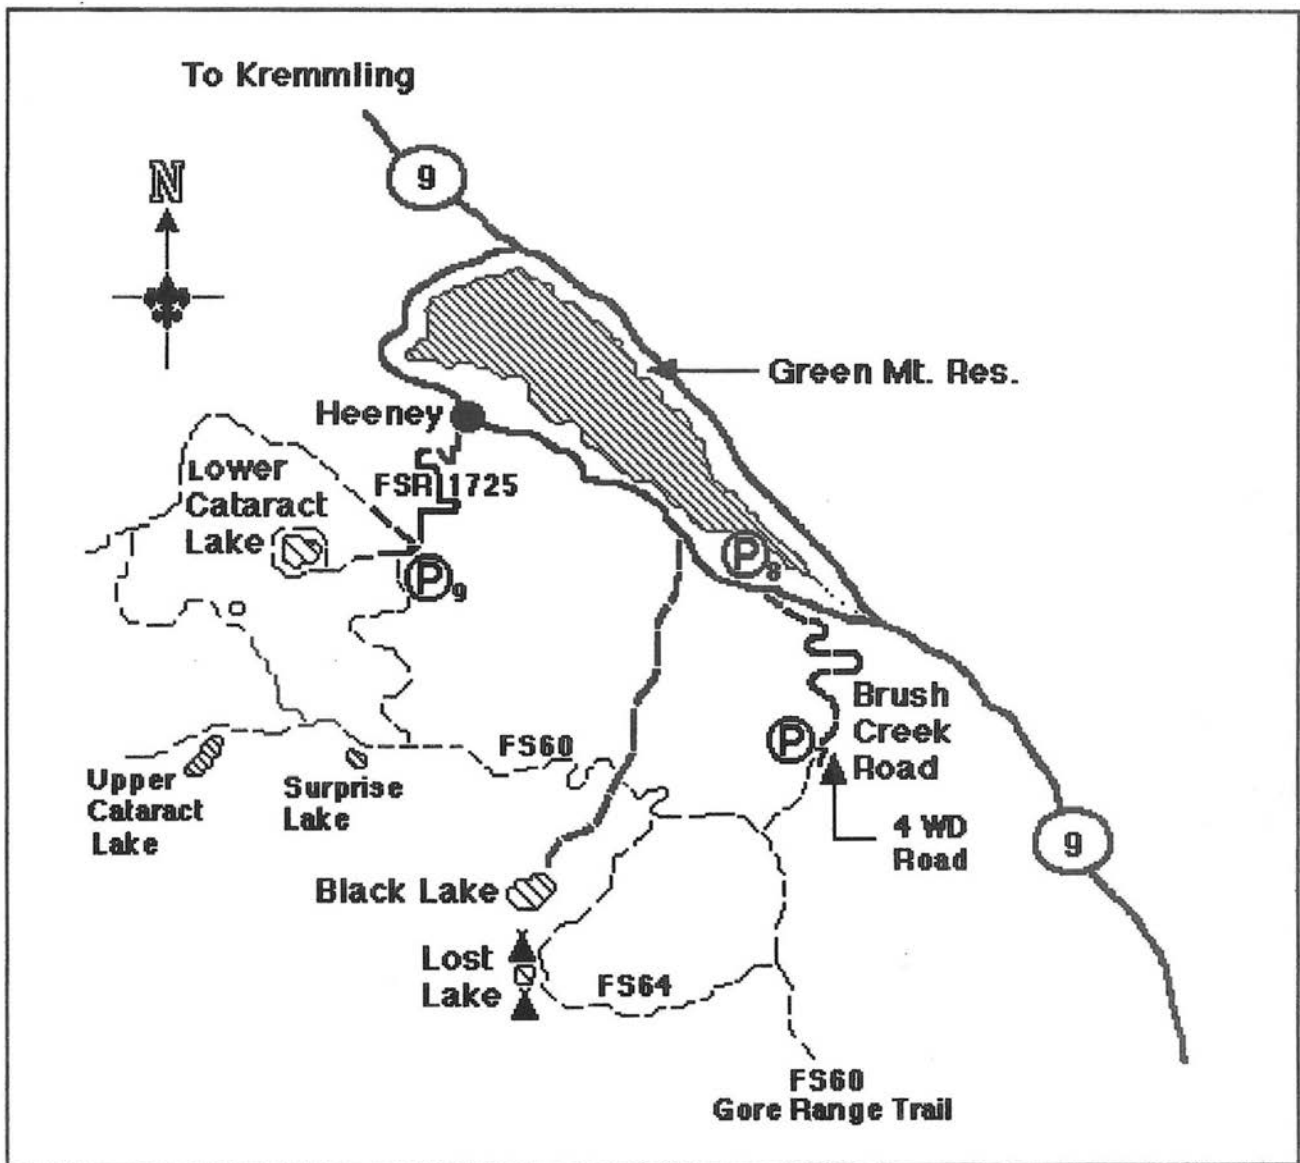 To Kremmling
9
N
Green Mt. Res.
Heeney
Lower
Cataract
Lake
FSR 1725
P8
P9
Brush
Creek
Road
P7
FS60
Upper
Cataract
Lake
Surprise
Lake
4 WD
Road
9
Black Lake
Lost
Lake
FS64
FS60
Gore Range Trail